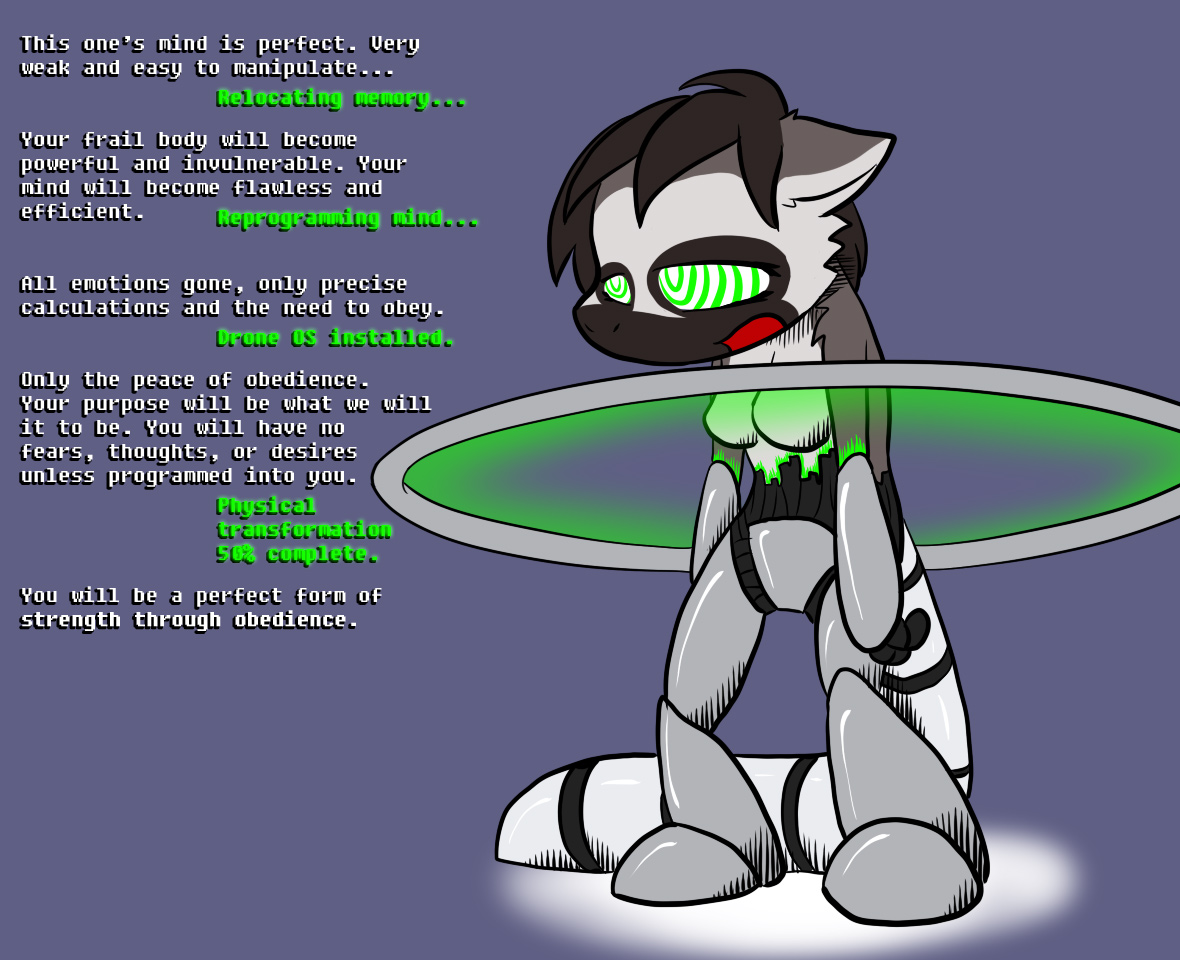 This one's mind is perfect. Very
weak and easy to manipulate...
Relocating memory...
Your frail body will become
powerful and invulnerable. Your
mind will become flawless and
efficient.
Reprogramming mind...
All emotions gone, only precise
calculations and the need to obey.
Drone OS installed.
Only the peace of obedience.
Your purpose will be what we will
it to be. You will have no
fears, thoughts, or desires
unless programmed into you.
Physical
transformation
50% complete.
You will be a perfect form of
strength through obedience.